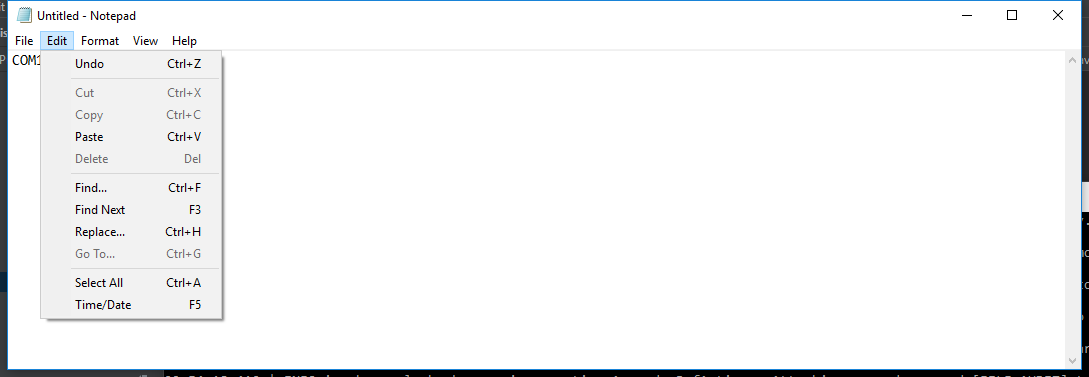 Untitled - Notepad
File Edit Format View Help
COM1
Undo Ctrl+Z
Cut Ctrl+X
Copy Ctrl+C
Paste Ctrl+V
Delete Del
Find... Ctrl+F
Find Next F3
Replace... Ctrl+H
Go To... Ctrl+G
Select All Ctrl+A
Time/Date F5